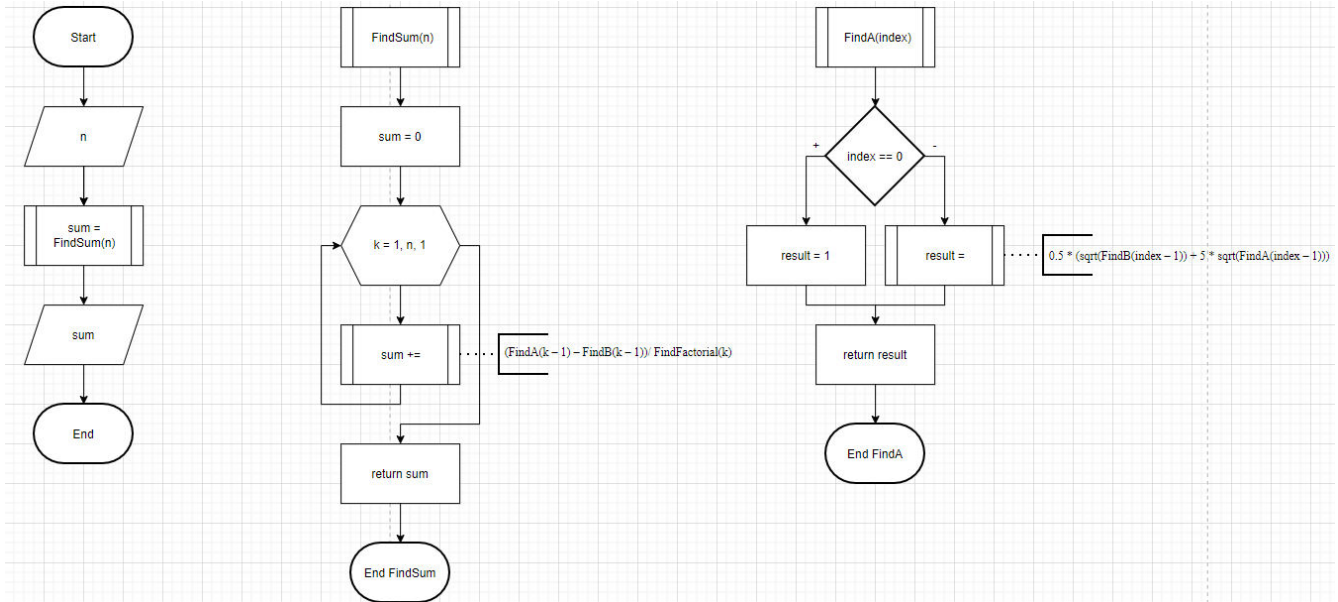 Start
n
sum =
FindSum(n)
sum
End
FindSum(n)
sum = 0
k = 1, n, 1
sum +=
(FindA(k – 1) – FindB(k – 1))/ FindFactorial(k)
return sum
End FindSum
FindA(index)
+
index == 0
-
result = 1
result =
0.5 * (sqrt(FindB(index – 1)) + 5 * sqrt(FindA(index – 1)))
return result
End FindA